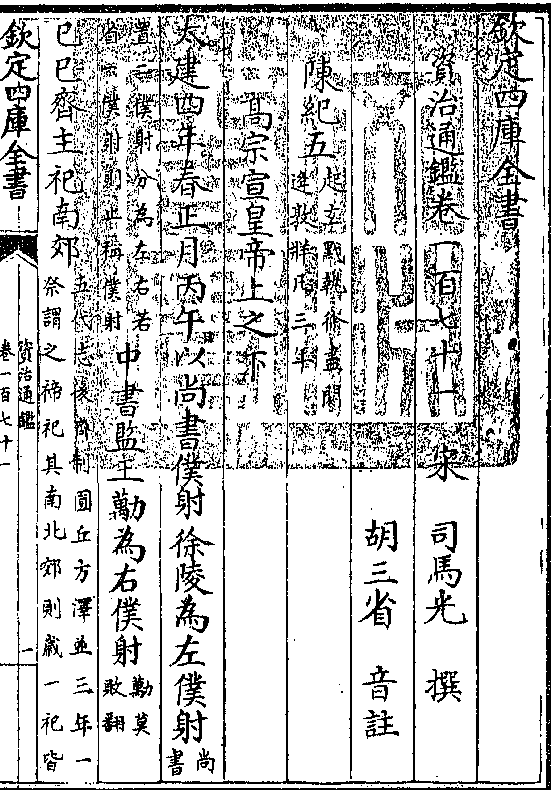 欽定四庫全書
資治通鑑卷一百七十一
宋 司馬光 撰
胡三省 音註
陳紀五
起玄黓執徐盡閼
逢敦牂凡三年
高宗宣皇帝上之下
太建四年春正月丙午以尚書僕射徐陵為左僕射
尚書
置二僕射分為左右若
省一僕射則止稱僕射
中書監王勱為右僕射
勱莫
敗翻
己巳齊主祀南郊
五代志後齊制圜丘方澤並三年一
祭謂之禘祀其南北郊則歲一祀皆
欽定四庫全書
資治通鑑
卷一百七十一
一